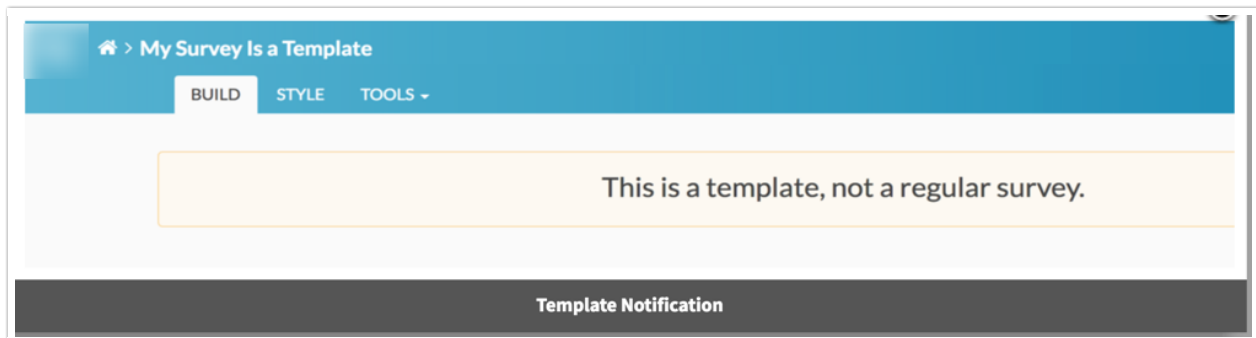 > My Survey Is a Template
BUILD STYLE TOOLS
This is a template, not a regular survey.
Template Notification